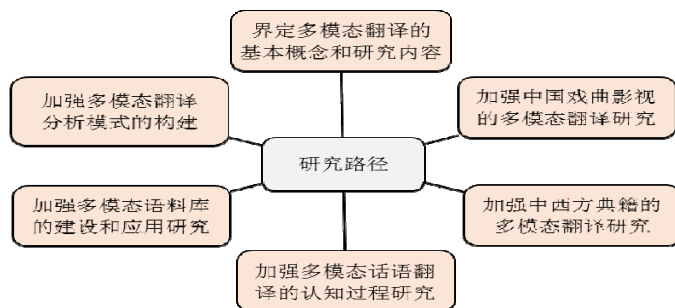 界定多模态翻译的
基本概念和研究内容
加强多模态翻译
分析模式的构建
加强中国戏曲影视
的多模态翻译研究
研究路径
加强多模态语料库
的建设和应用研究
加强中西方典籍的
多模态翻译研究
加强多模态话语翻
译的认知过程研究